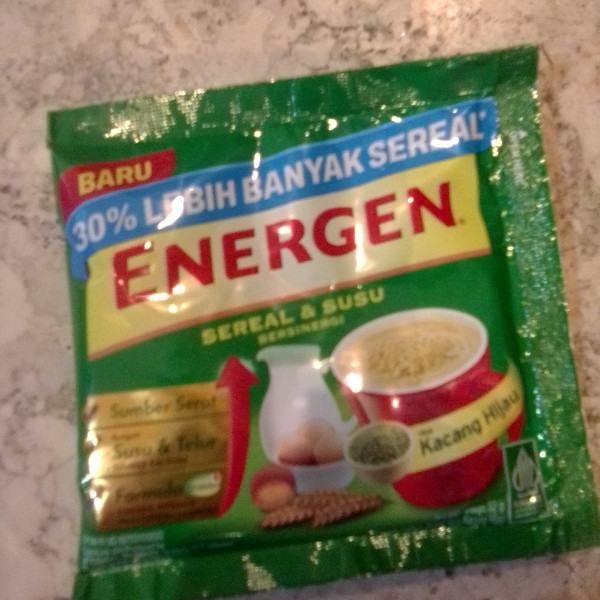 BARU
30% LEBIH BANYAK SEREAL*
ENERGEN
SEREAL & SUSU
BERSINERGI
Sumber Serat
Susu & Telur
Formula
Kacang Hijau